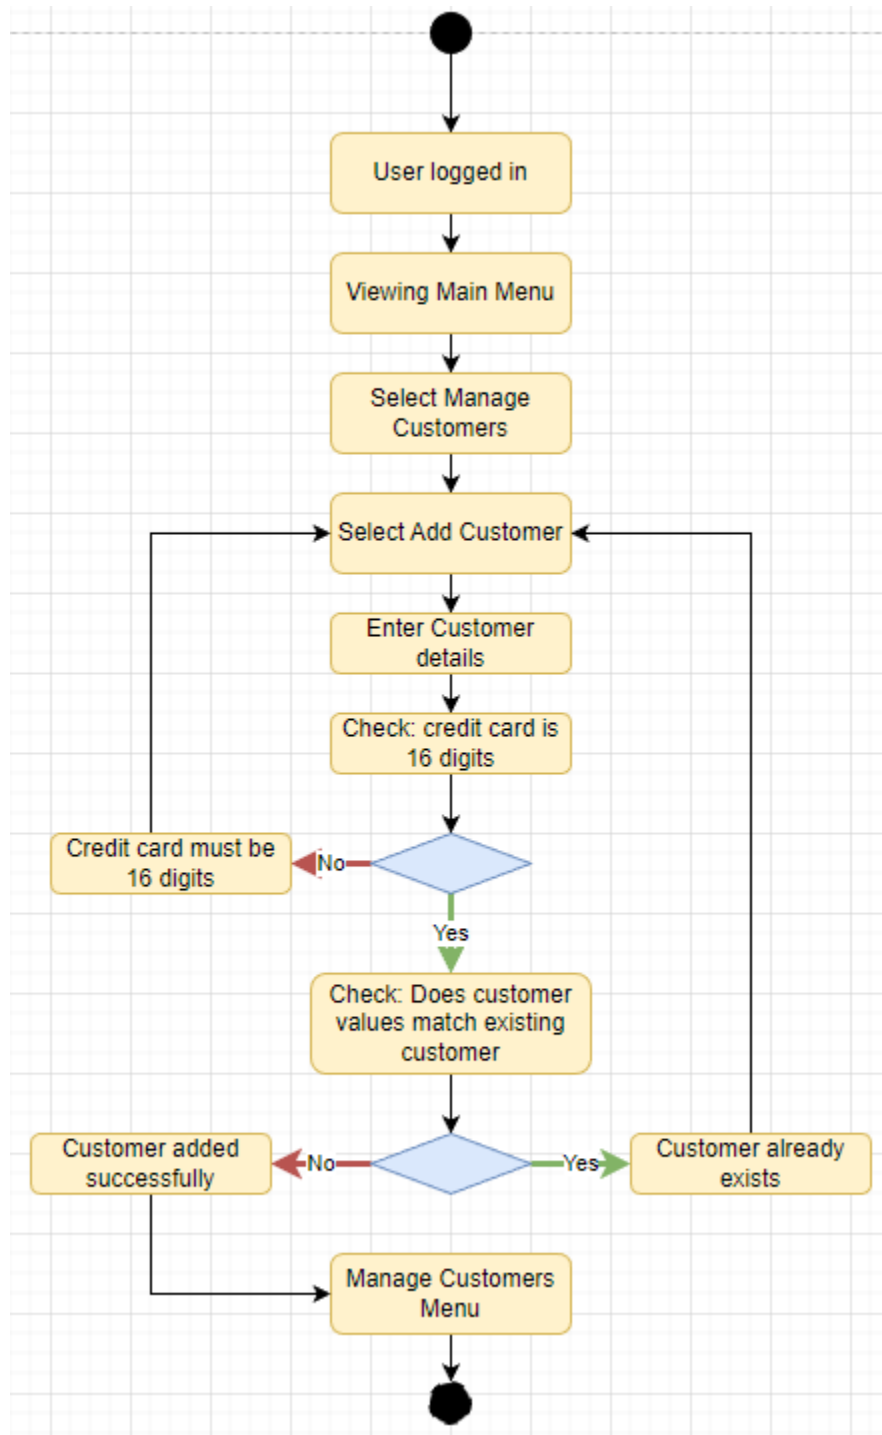 User logged in
Viewing Main Menu
Select Manage
Customers
Select Add Customer
Enter Customer
details
Check: credit card is
16 digits
Credit card must be
16 digits
No
Yes
Check: Does customer
values match existing
customer
Customer added
successfully
No
Yes
Customer already
exists
Manage Customers
Menu